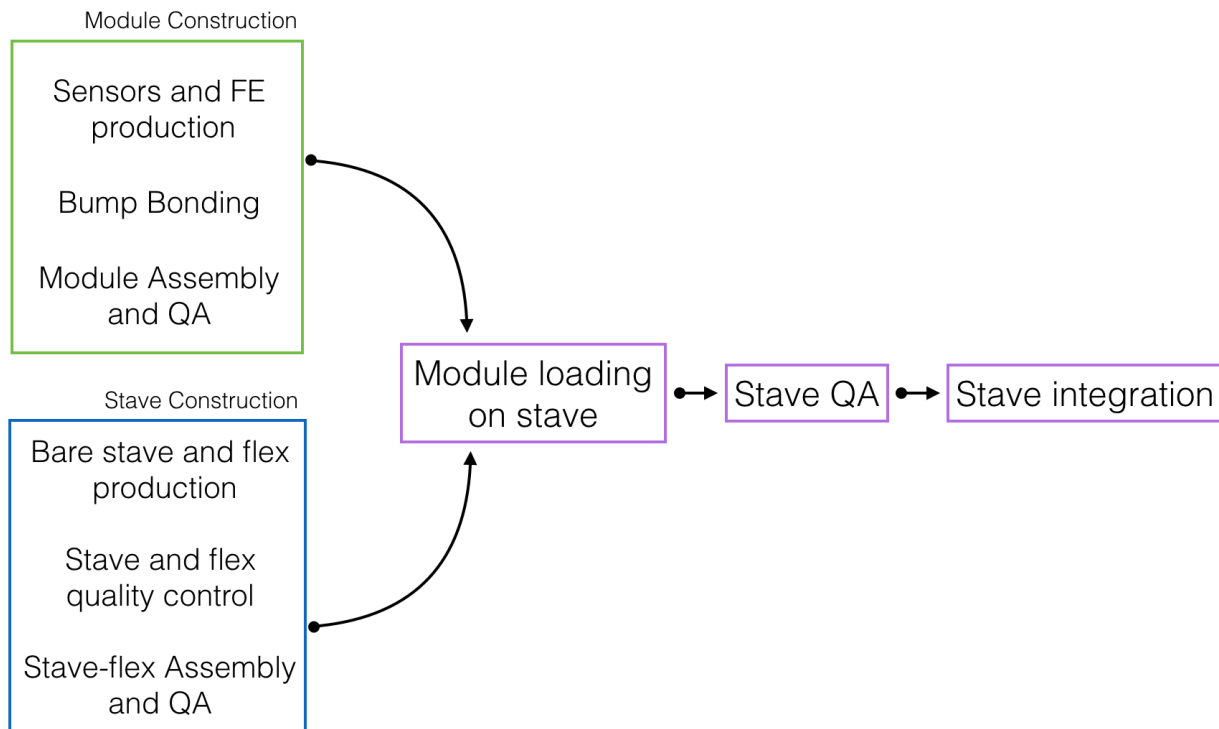 Module Construction
Sensors and FE
production
Bump Bonding
Module Assembly
and QA
Stave Construction
Bare stave and flex
production
Stave and flex
quality control
Stave-flex Assembly
and QA
Module loading
on stave
Stave QA
Stave integration